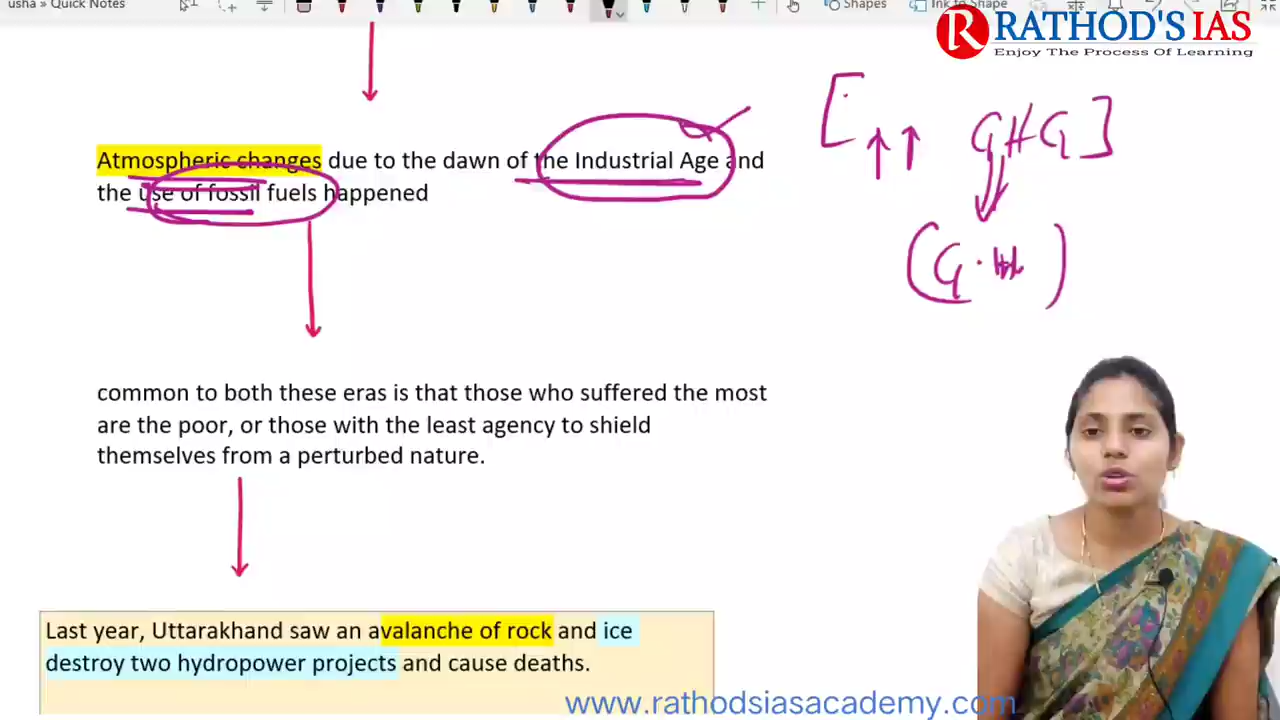 usha » Quick Notes
Shapes
Ink to Shape
RATHOD'S IAS
Enjoy The Process Of Learning
[ ↑↑ GHG ]
Atmospheric changes due to the dawn of the Industrial Age and
the use of fossil fuels happened
common to both these eras is that those who suffered the most
are the poor, or those with the least agency to shield
themselves from a perturbed nature.
Last year, Uttarakhand saw an avalanche of rock and ice
destroy two hydropower projects and cause deaths.
www.rathodsiasacademy.com